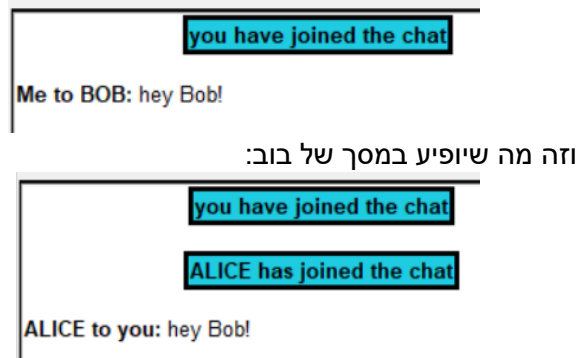 you have joined the chat
Me to BOB: hey Bob!
וזה מה שיופיע במסך של בוב:
you have joined the chat
ALICE has joined the chat
ALICE to you: hey Bob!